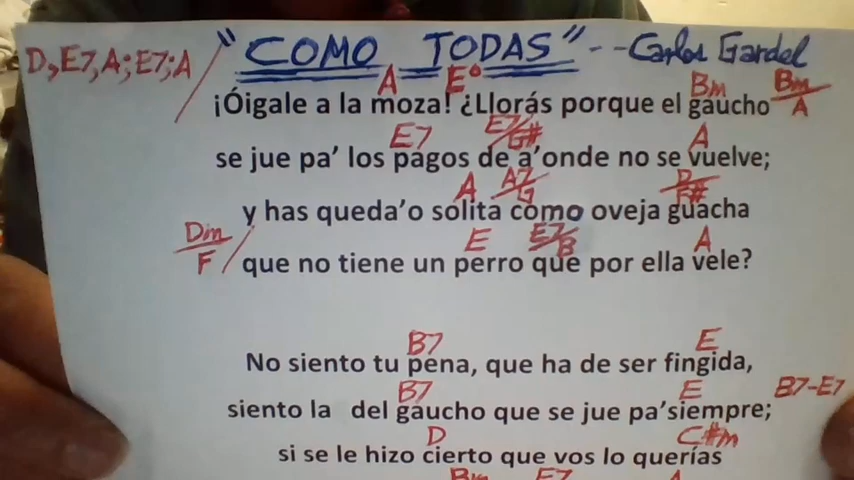 "COMO TODAS" -- Carlos Gardel
D, E7, A; E7; A /
A E° Bm Bm/A
¡Óigale a la moza! ¿Llorás porque el gaucho
E7 E7/G# A
se jue pa' los pagos de a'onde no se vuelve;
A A7/G D/F#
y has queda'o solita como oveja guacha
Dm/F / E E7/B A
que no tiene un perro que por ella vele?
B7 E
No siento tu pena, que ha de ser fingida,
B7 E B7-E7
siento la del gaucho que se jue pa'siempre;
D C#m
si se le hizo cierto que vos lo querías
Bm E7 A